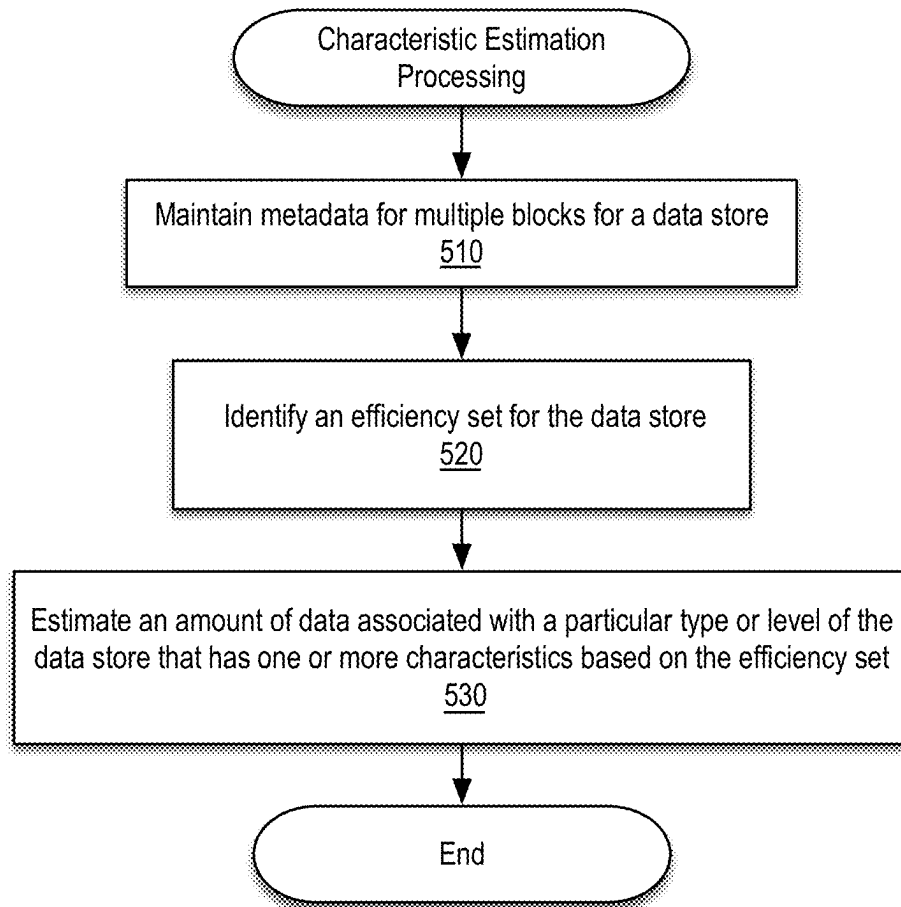 Characteristic Estimation
Processing
Maintain metadata for multiple blocks for a data store
510
Identify an efficiency set for the data store
520
Estimate an amount of data associated with a particular type or level of the
data store that has one or more characteristics based on the efficiency set
530
End